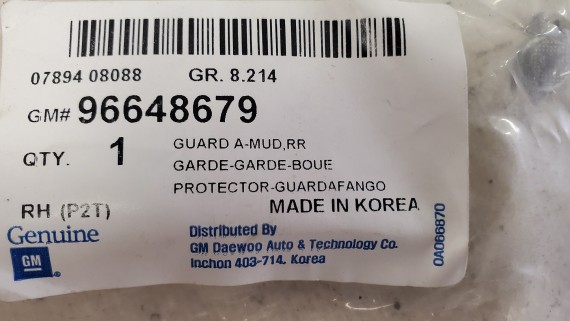 07894 08088 GR. 8.214
GM# 96648679
QTY. 1 GUARD A-MUD,RR
GARDE-GARDE-BOUE
PROTECTOR-GUARDAFANGO
RH (P2T) MADE IN KOREA
Genuine
GM
Distributed By
GM Daewoo Auto & Technology Co.
Inchon 403-714, Korea
0A066870